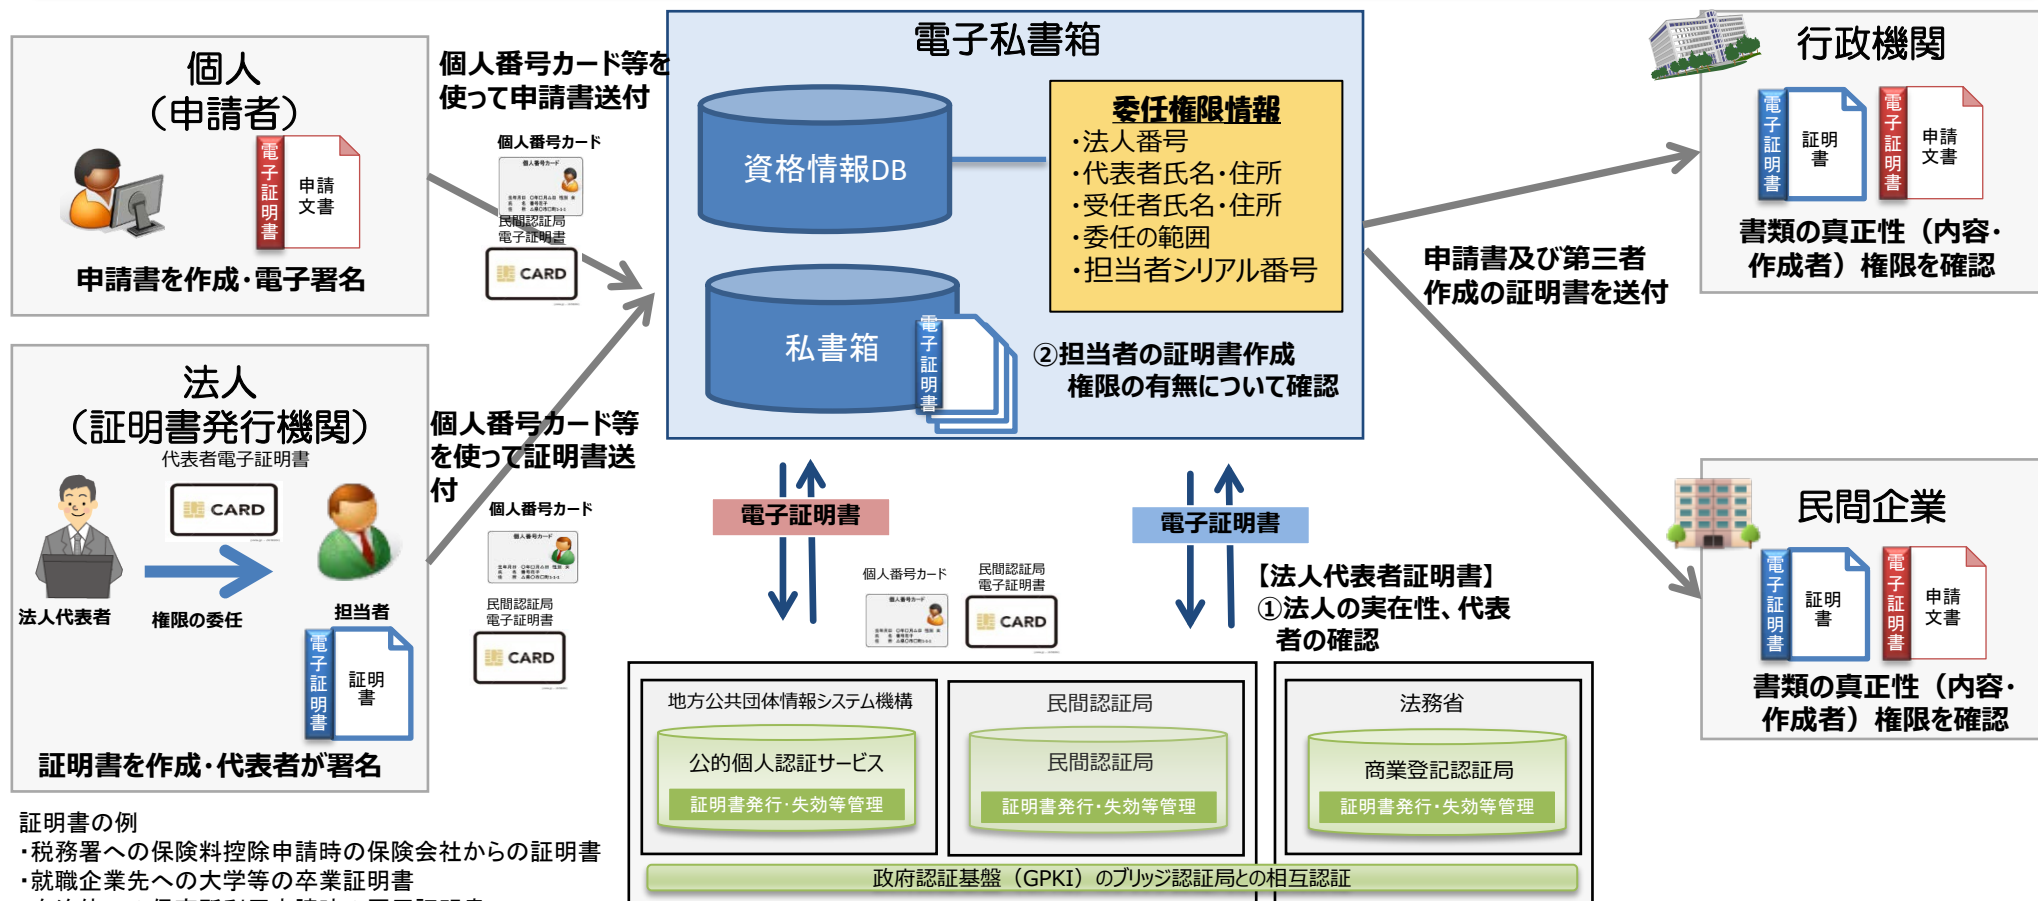 個人
（申請者）
電子証明書
申請
文書
申請書を作成・電子署名
法人
（証明書発行機関）
代表者電子証明書
CARD
法人代表者
権限の委任
担当者
電子証明書
証明
書
証明書を作成・代表者が署名
証明書の例
・税務署への保険料控除申請時の保険会社からの証明書
・就職企業先への大学等の卒業証明書
個人番号カード等を
使って申請書送付
個人番号カード
個人番号カード
民間認証局
電子証明書
CARD
個人番号カード等
を使って証明書送
付
個人番号カード
個人番号カード
民間認証局
電子証明書
CARD
電子私書箱
資格情報DB
私書箱
電子証明書
委任権限情報
・法人番号
・代表者氏名・住所
・受任者氏名・住所
・委任の範囲
・担当者シリアル番号
②担当者の証明書作成
権限の有無について確認
電子証明書
電子証明書
個人番号カード
個人番号カード
民間認証局
電子証明書
CARD
【法人代表者証明書】
①法人の実在性、代表
者の確認
地方公共団体情報システム機構
公的個人認証サービス
証明書発行・失効等管理
民間認証局
民間認証局
証明書発行・失効等管理
法務省
商業登記認証局
証明書発行・失効等管理
政府認証基盤（GPKI）のブリッジ認証局との相互認証
申請書及び第三者
作成の証明書を送付
行政機関
電子証明書
証明
書
電子証明書
申請
文書
書類の真正性（内容・
作成者）権限を確認
民間企業
電子証明書
証明
書
電子証明書
申請
文書
書類の真正性（内容・
作成者）権限を確認